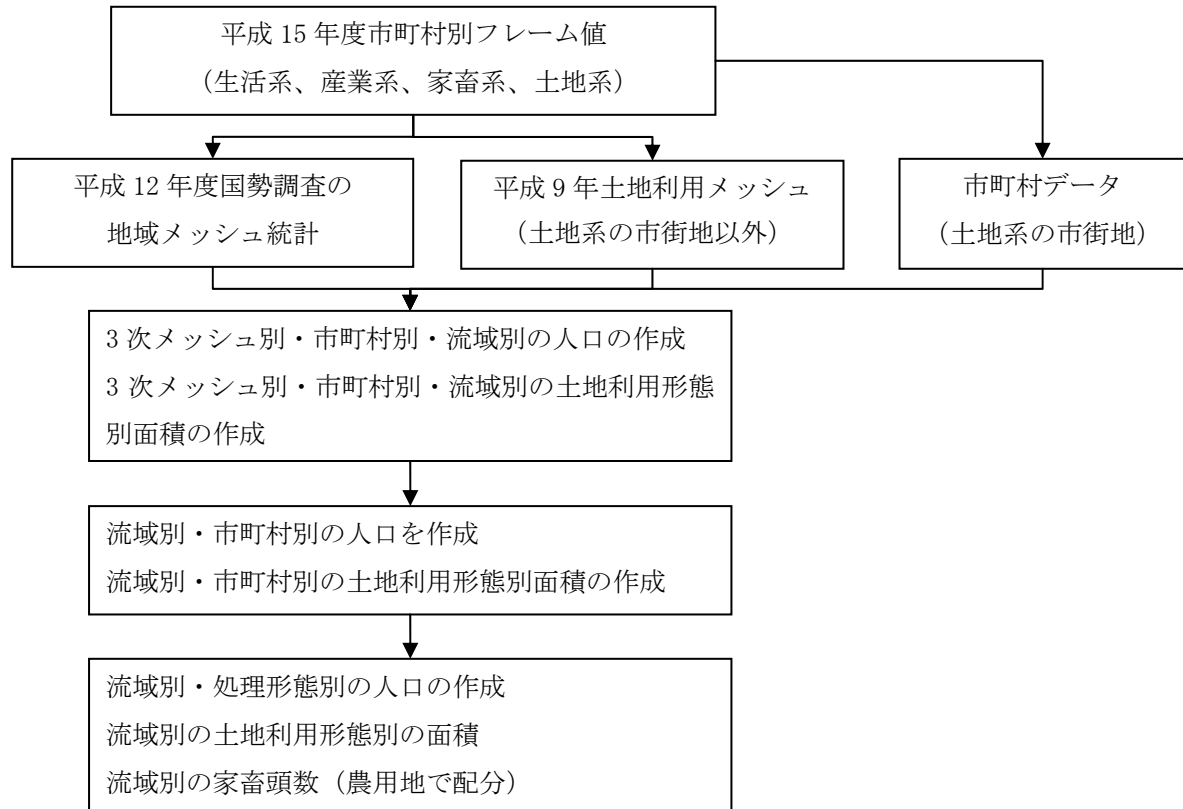 平成 15 年度市町村別フレーム値
（生活系、産業系、家畜系、土地系）
平成 12 年度国勢調査の
地域メッシュ統計
平成 9 年土地利用メッシュ
（土地系の市街地以外）
市町村データ
（土地系の市街地）
3 次メッシュ別・市町村別・流域別の人口の作成
3 次メッシュ別・市町村別・流域別の土地利用形態
別面積の作成
流域別・市町村別の人口を作成
流域別・市町村別の土地利用形態別面積の作成
流域別・処理形態別の人口の作成
流域別の土地利用形態別の面積
流域別の家畜頭数（農用地で配分）